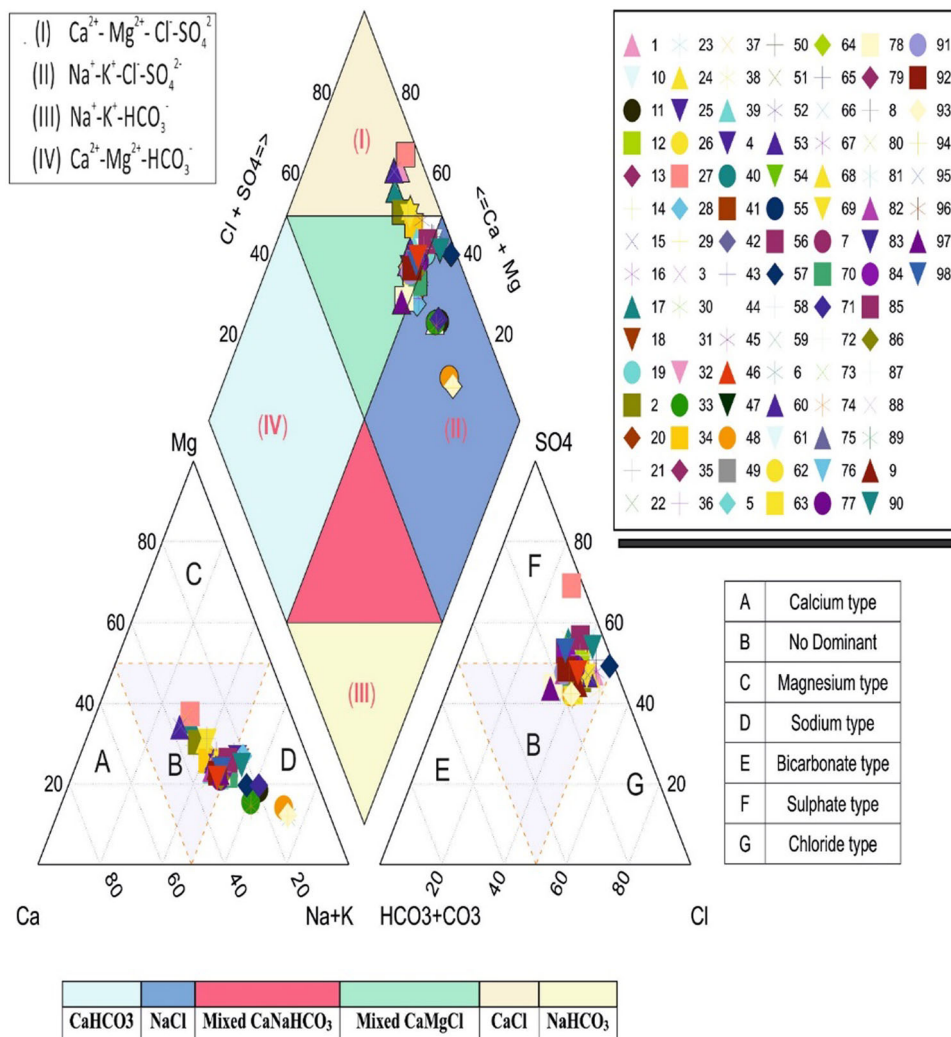 (I) Ca²⁺- Mg²⁺- Cl⁻-SO₄²
(II) Na⁺-K⁺-Cl⁻-SO₄²⁻
(III) Na⁺-K⁺-HCO₃⁻
(IV) Ca²⁺-Mg²⁺-HCO₃⁻
80 80
(I)
60 60
Cl + SO4=> <=Ca + Mg
40 40
20 20
(IV) (II)
(III)
1 23 37 50 64 78 91
10 24 38 51 65 79 92
11 25 39 52 66 8 93
12 26 4 53 67 80 94
13 27 40 54 68 81 95
14 28 41 55 69 82 96
15 29 42 56 7 83 97
16 3 43 57 70 84 98
17 30 44 58 71 85
18 31 45 59 72 86
19 32 46 6 73 87
2 33 47 60 74 88
20 34 48 61 75 89
21 35 49 62 76 9
22 36 5 63 77 90
Mg
80
C
60
40
A B D
20
80 60 40 20
Ca Na+K
SO4
80
F
60
40
E B
20
G
20 40 60 80
HCO3+CO3 Cl
A Calcium type
B No Dominant
C Magnesium type
D Sodium type
E Bicarbonate type
F Sulphate type
G Chloride type
CaHCO3 NaCl Mixed CaNaHCO₃ Mixed CaMgCl CaCl NaHCO₃